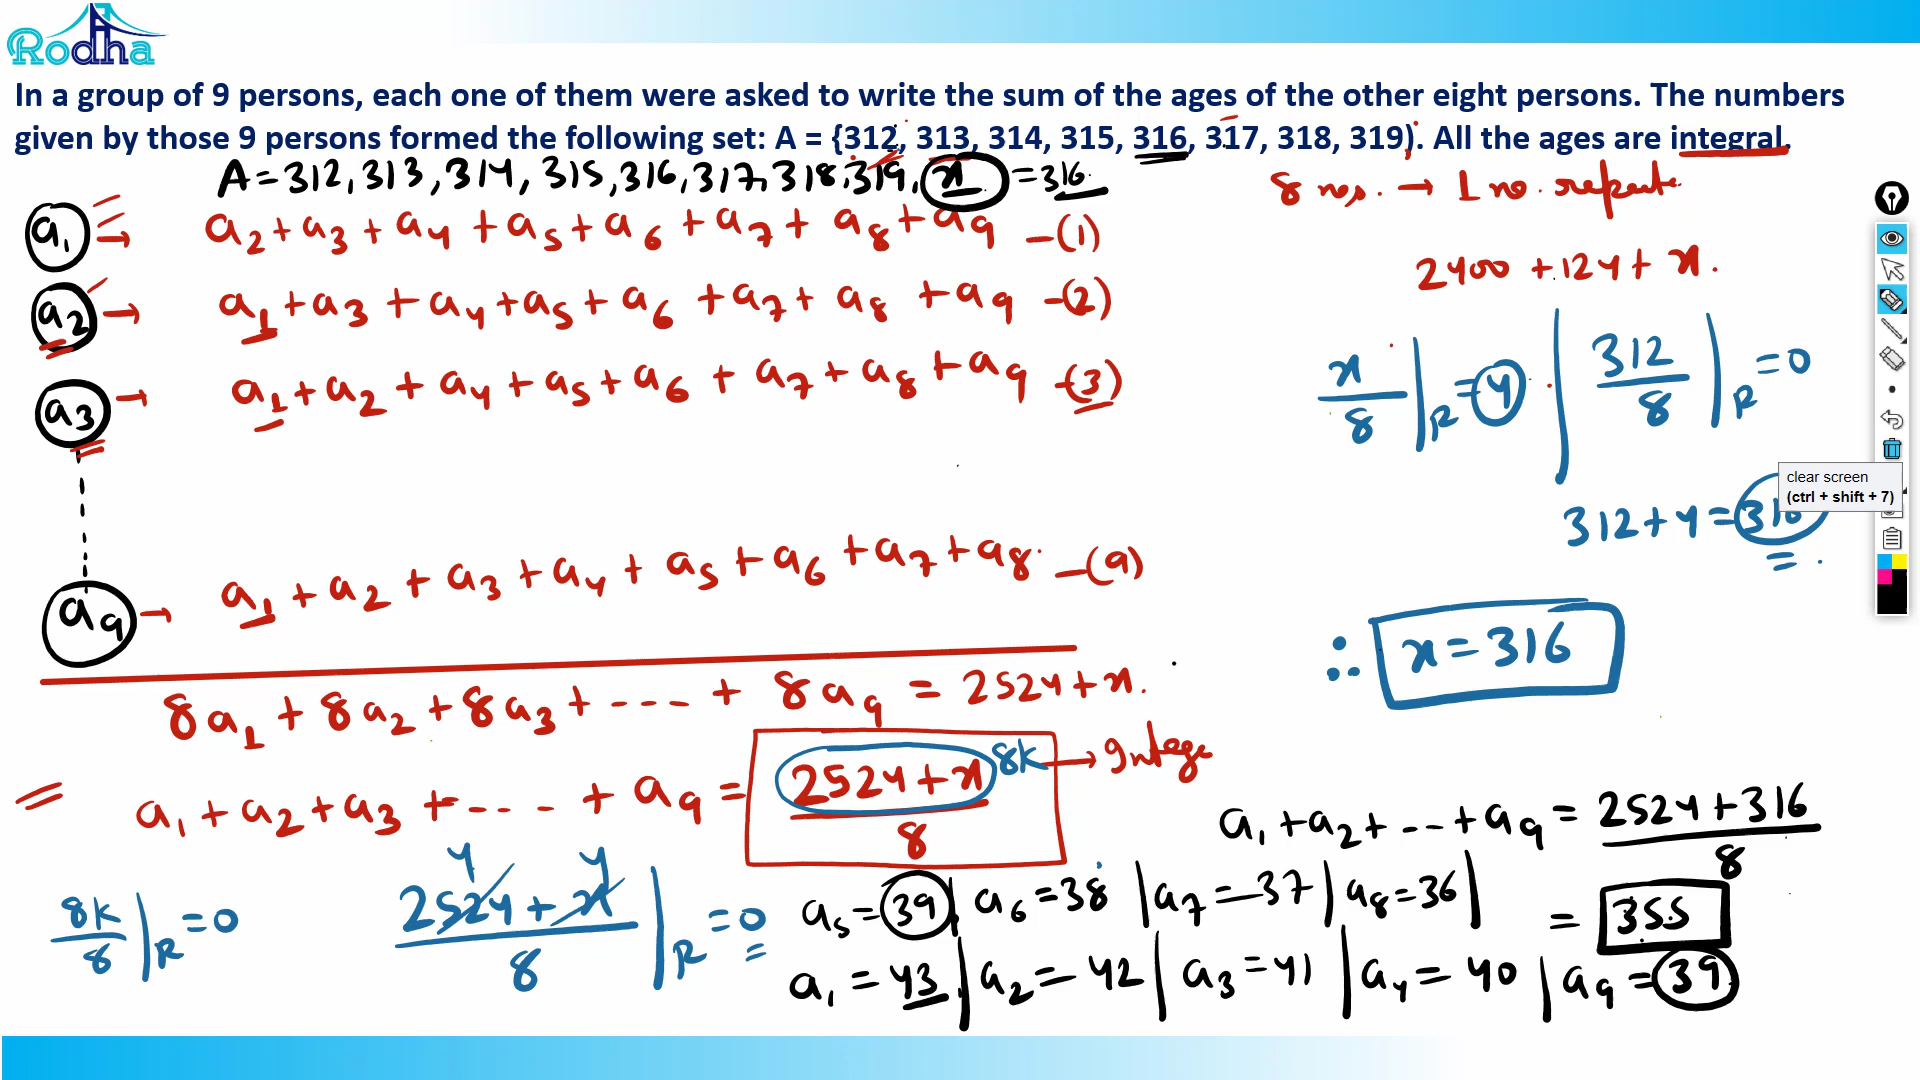 Rodha
In a group of 9 persons, each one of them were asked to write the sum of the ages of the other eight persons. The numbers
given by those 9 persons formed the following set: A = {312, 313, 314, 315, 316, 317, 318, 319). All the ages are integral.
A = 312, 313, 314, 315, 316, 317, 318, 319, x = 316
8 nos. → 1 no. repeats
a1 → a2 + a3 + a4 + a5 + a6 + a7 + a8 + a9 —(1)
2400 + 124 + x.
a2 → a1 + a3 + a4 + a5 + a6 + a7 + a8 + a9 —(2)
x/8 |R = 4 | 312/8 |R = 0
a3 → a1 + a2 + a4 + a5 + a6 + a7 + a8 + a9 —(3)
clear screen
(ctrl + shift + 7)
312 + 4 = 316
a9 → a1 + a2 + a3 + a4 + a5 + a6 + a7 + a8 —(9)
∴ x = 316
8a1 + 8a2 + 8a3 + ---- + 8a9 = 2524 + x.
= a1 + a2 + a3 + ---- + a9 = 2524 + x / 8 8k → Intege
a1 + a2 + --- + a9 = 2524 + 316 / 8
= 355
8k/8 |R = 0
4 4
2524 + x / 8 |R = 0
a5 = 39 | a6 = 38 | a7 = 37 | a8 = 36 |
a1 = 43 | a2 = 42 | a3 = 41 | a4 = 40 | a9 = 39